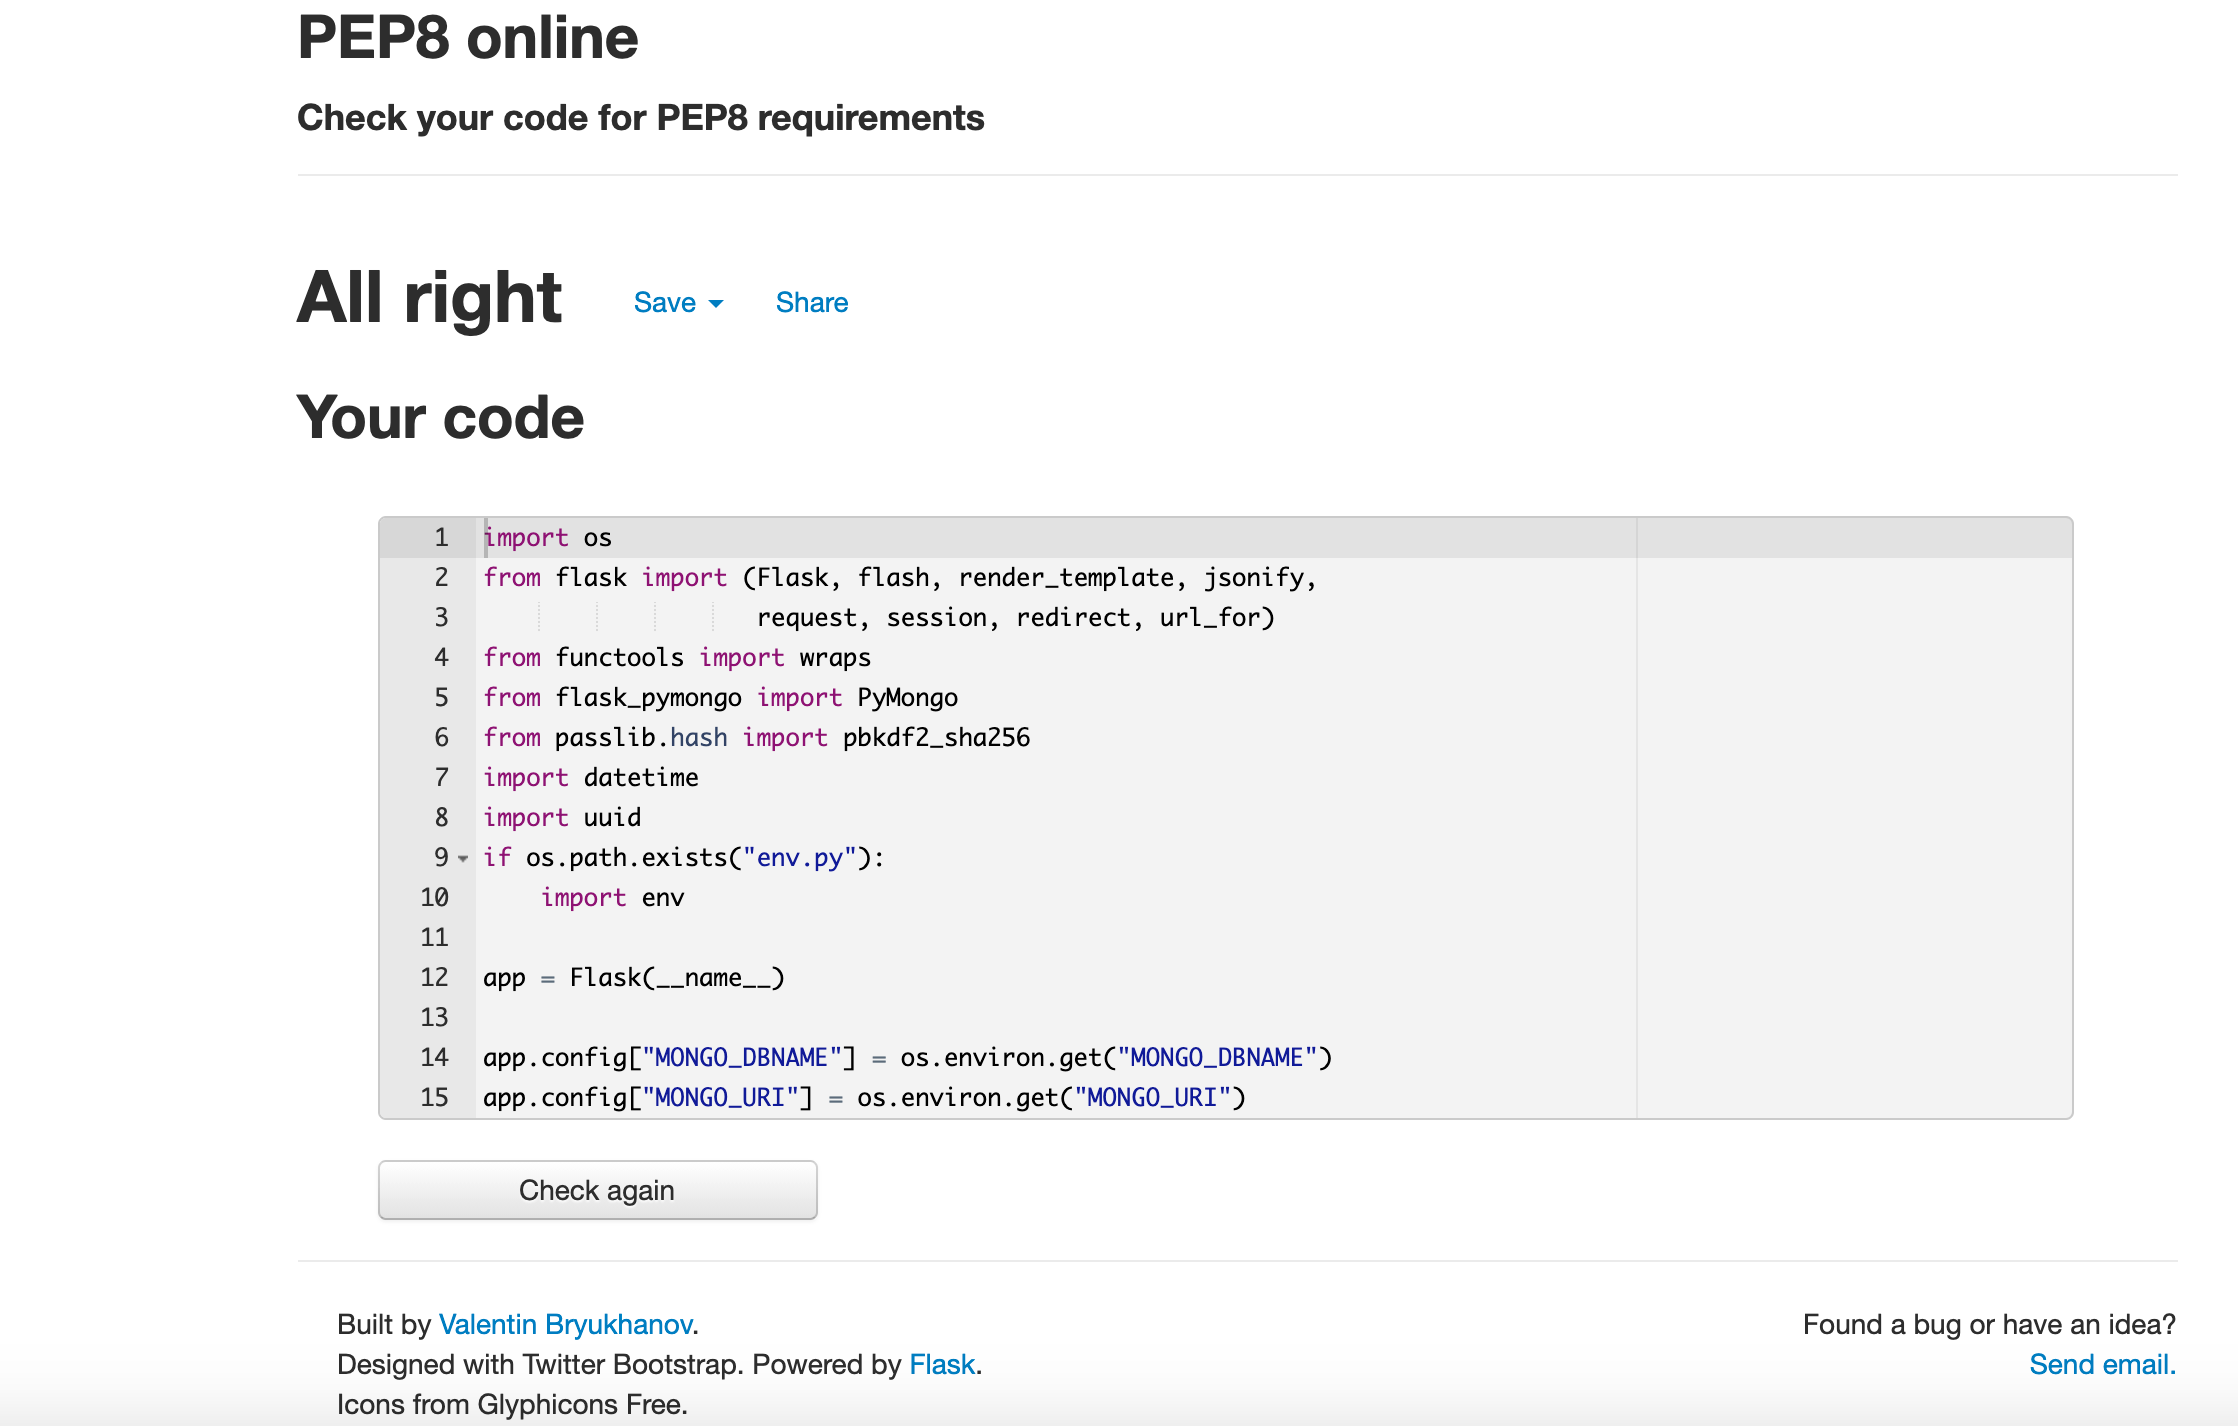 PEP8 online
Check your code for PEP8 requirements
All right
Save
Share
Your code
1 import os
2 from flask import (Flask, flash, render_template, jsonify,
3                    request, session, redirect, url_for)
4 from functools import wraps
5 from flask_pymongo import PyMongo
6 from passlib.hash import pbkdf2_sha256
7 import datetime
8 import uuid
9 if os.path.exists("env.py"):
10     import env
11
12 app = Flask(__name__)
13
14 app.config["MONGO_DBNAME"] = os.environ.get("MONGO_DBNAME")
15 app.config["MONGO_URI"] = os.environ.get("MONGO_URI")
Check again
Built by Valentin Bryukhanov.
Designed with Twitter Bootstrap. Powered by Flask.
Icons from Glyphicons Free.
Found a bug or have an idea?
Send email.